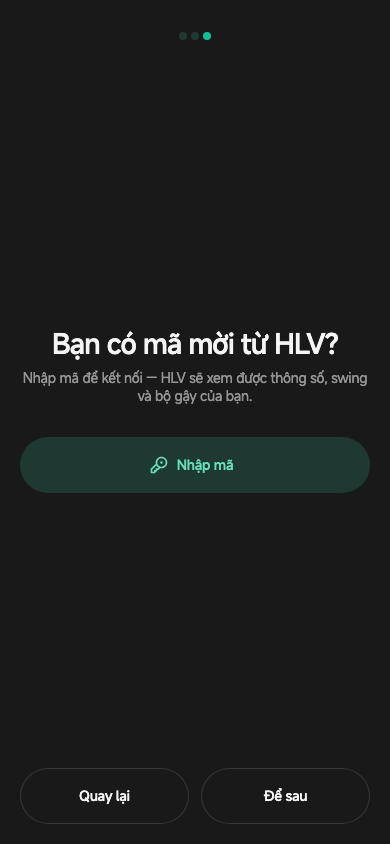 Bạn có mã mời từ HLV?
Nhập mã để kết nối — HLV sẽ xem được thông số, swing
và bộ gậy của bạn.
Nhập mã
Quay lại
Để sau